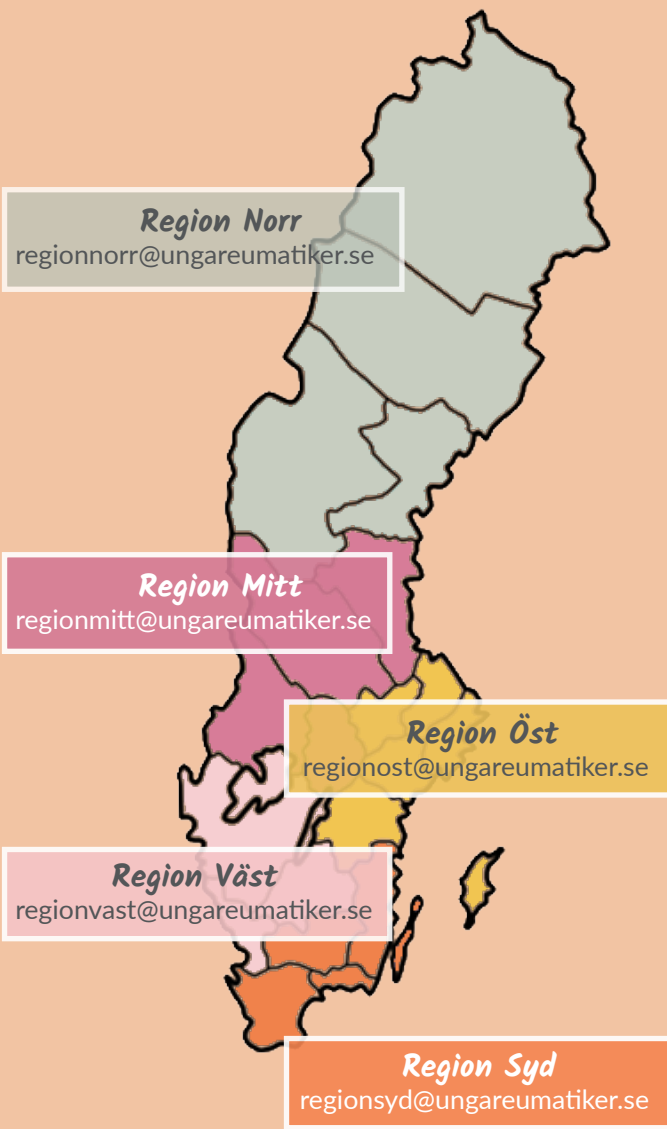 Region Norr
regionnorr@ungareumatiker.se
Region Mitt
regionmitt@ungareumatiker.se
Region Öst
regionost@ungareumatiker.se
Region Väst
regionvast@ungareumatiker.se
Region Syd
regionsyd@ungareumatiker.se